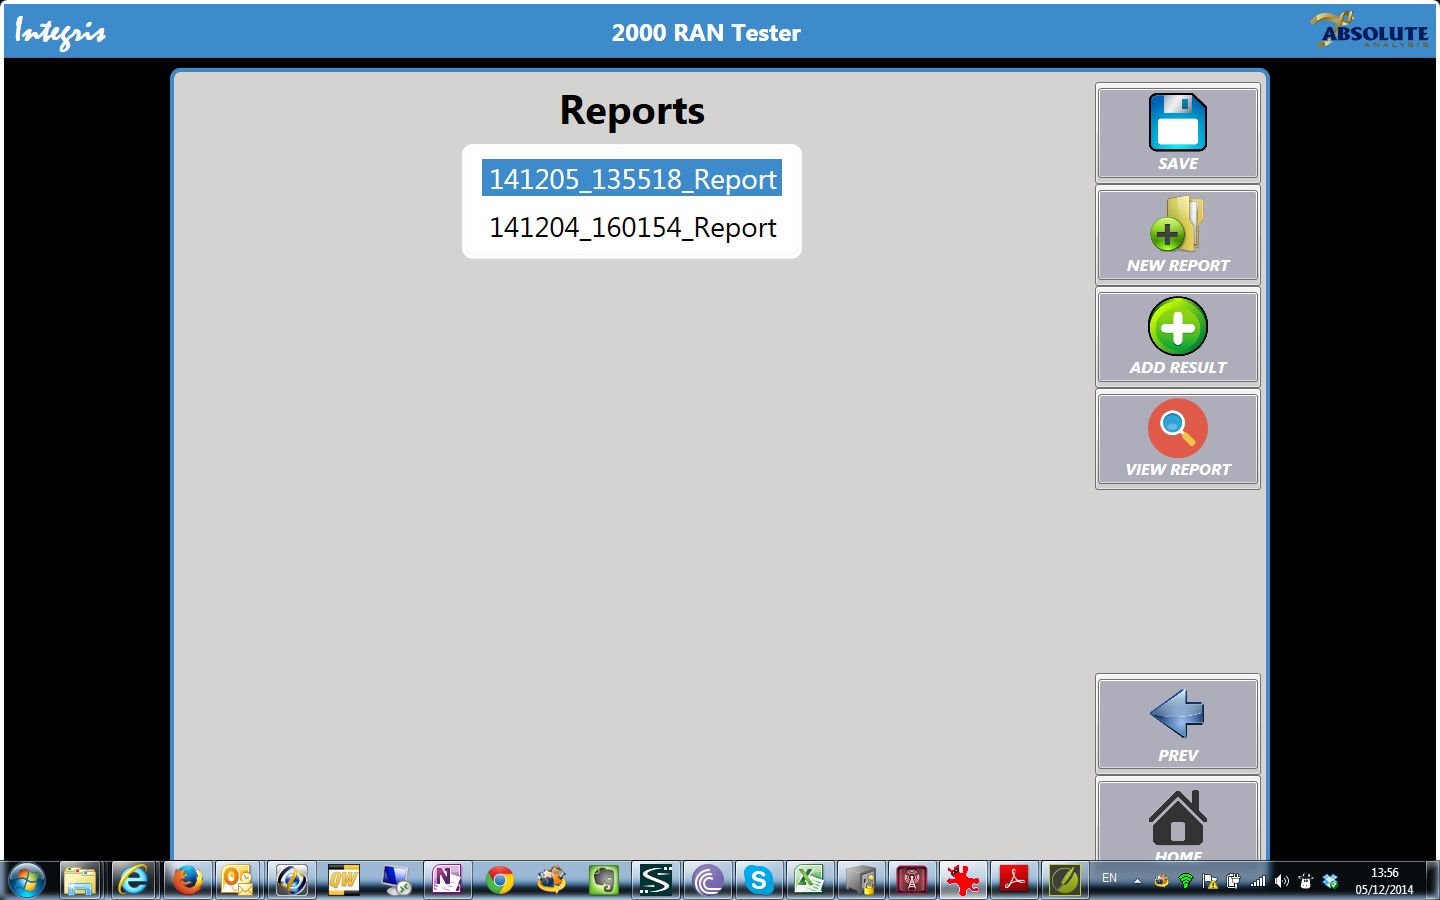 Integris
2000 RAN Tester
ABSOLUTE
ANALYSIS
Reports
141205_135518_Report
141204_160154_Report
SAVE
NEW REPORT
ADD RESULT
VIEW REPORT
PREV
HOME
QW
EN
13:56
05/12/2014